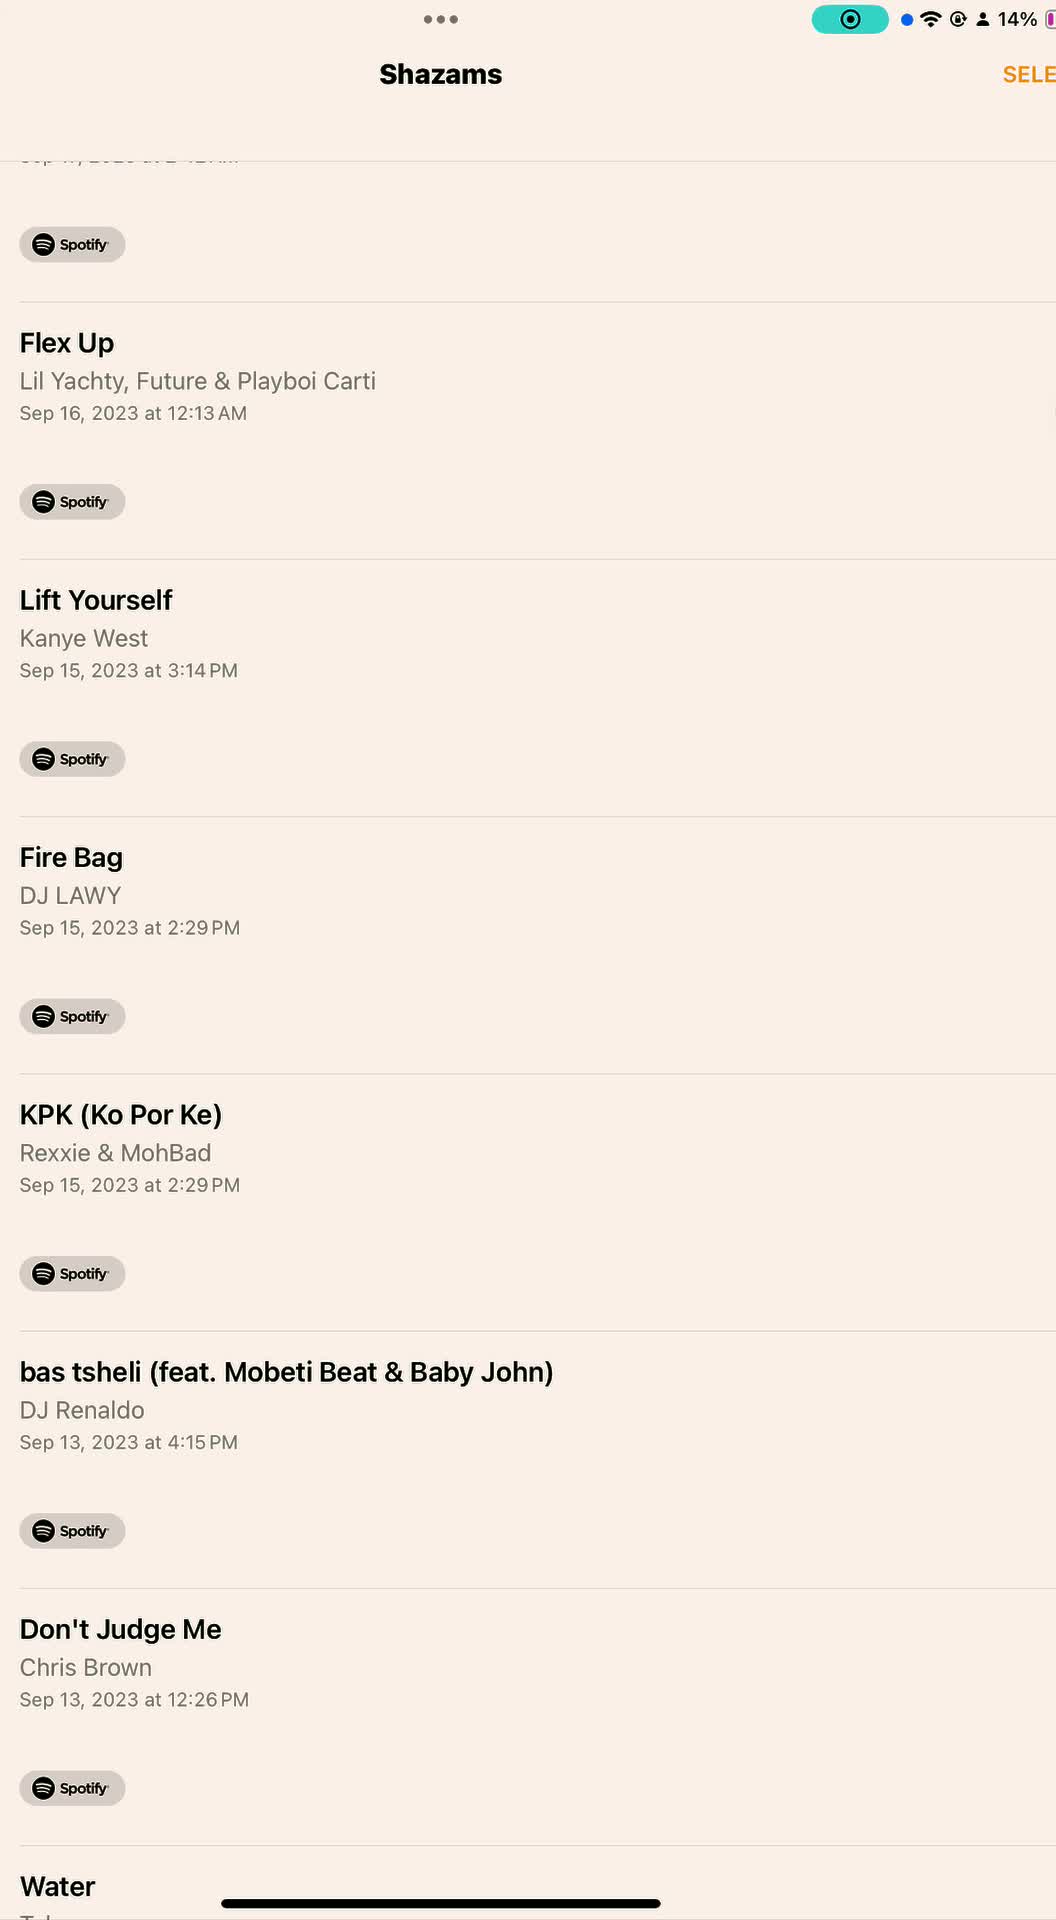 14%
Shazams
Spotify
Flex Up
Lil Yachty, Future & Playboi Carti
Sep 16, 2023 at 12:13 AM
Spotify
Lift Yourself
Kanye West
Sep 15, 2023 at 3:14 PM
Spotify
Fire Bag
DJ LAWY
Sep 15, 2023 at 2:29 PM
Spotify
KPK (Ko Por Ke)
Rexxie & MohBad
Sep 15, 2023 at 2:29 PM
Spotify
bas tsheli (feat. Mobeti Beat & Baby John)
DJ Renaldo
Sep 13, 2023 at 4:15 PM
Spotify
Don't Judge Me
Chris Brown
Sep 13, 2023 at 12:26 PM
Spotify
Water